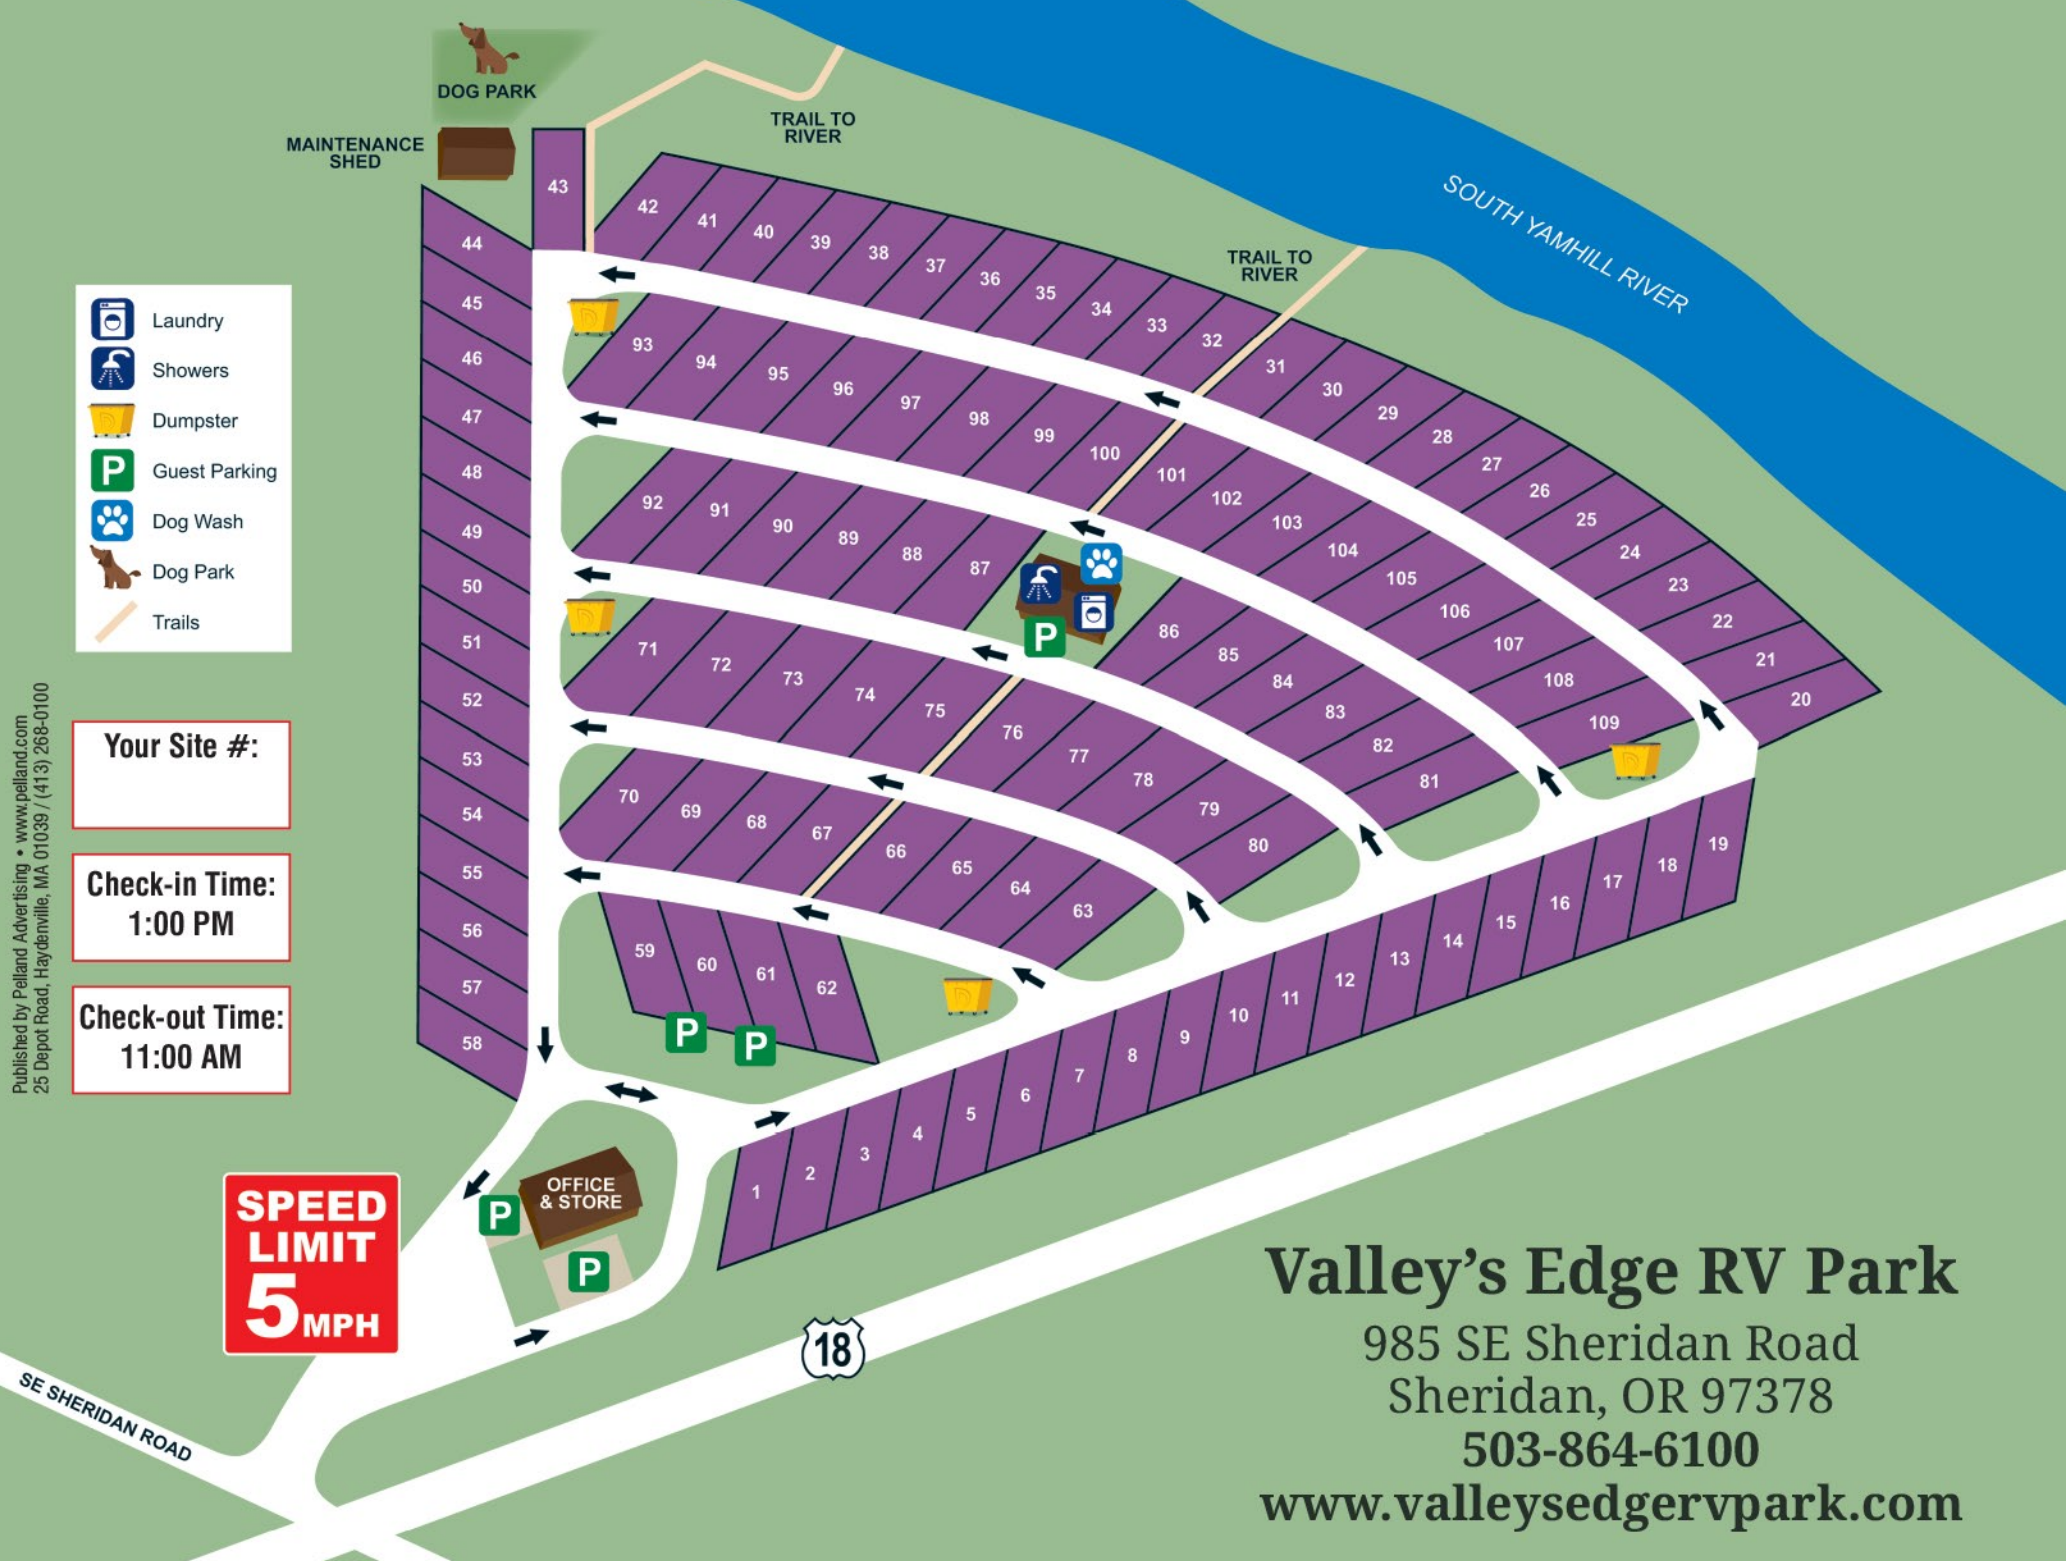 DOG PARK
MAINTENANCE
SHED
TRAIL TO
RIVER
TRAIL TO
RIVER
SOUTH YAMHILL RIVER
43
42
41
40
39
38
37
36
35
34
33
32
31
30
29
28
27
26
25
24
23
22
21
20
44
45
46
47
48
49
50
51
52
53
54
55
56
57
58
93
94
95
96
97
98
99
100
101
102
103
104
105
106
107
108
109
92
91
90
89
88
87
86
85
84
83
82
81
P
71
72
73
74
75
76
77
78
79
80
70
69
68
67
66
65
64
63
59
60
61
62
P
P
1
2
3
4
5
6
7
8
9
10
11
12
13
14
15
16
17
18
19
Laundry
Showers
D
Dumpster
P
Guest Parking
Dog Wash
Dog Park
Trails
D
D
D
D
Your Site #:
Check-in Time:
1:00 PM
Check-out Time:
11:00 AM
Published by Pelland Advertising • www.pelland.com
25 Depot Road, Haydenville, MA 01039 / (413) 268-0100
OFFICE
& STORE
P
P
SPEED
LIMIT
5 MPH
SE SHERIDAN ROAD
18
Valley's Edge RV Park
985 SE Sheridan Road
Sheridan, OR 97378
503-864-6100
www.valleysedgervpark.com